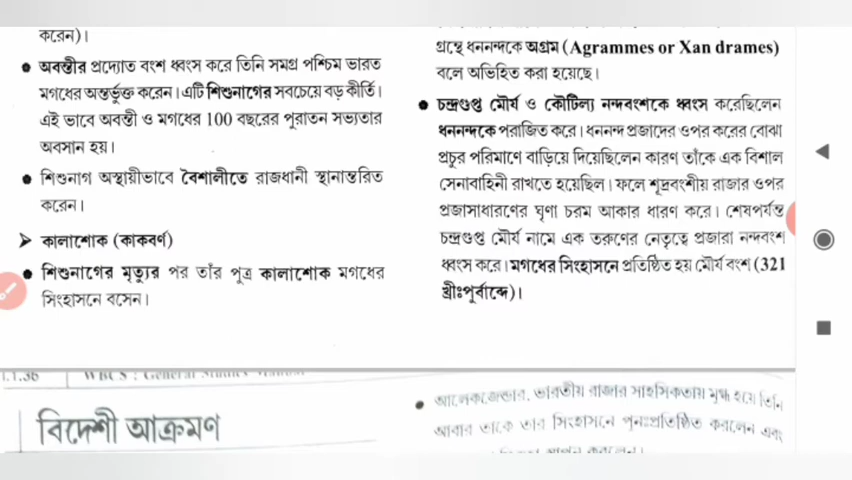 করেন)।
● অবন্তীর প্রদ্যোত বংশ ধ্বংস করে তিনি সমগ্র পশ্চিম ভারত
মগধের অন্তর্ভুক্ত করেন। এটি শিশুনাগের সবচেয়ে বড় কীর্তি।
এই ভাবে অবন্তী ও মগধের 100 বছরের পুরাতন সভ্যতার
অবসান হয়।
● শিশুনাগ অস্থায়ীভাবে বৈশালীতে রাজধানী স্থানান্তরিত
করেন।
➤ কালাশোক (কাকবর্ণ)
● শিশুনাগের মৃত্যুর পর তাঁর পুত্র কালাশোক মগধের
সিংহাসনে বসেন।
গ্রন্থে ধননন্দকে অগ্রম (Agrammes or Xan drames)
বলে অভিহিত করা হয়েছে।
● চন্দ্রগুপ্ত মৌর্য ও কৌটিল্য নন্দবংশকে ধ্বংস করেছিলেন
ধননন্দকে পরাজিত করে। ধননন্দ প্রজাদের ওপর করের বোঝা
প্রচুর পরিমাণে বাড়িয়ে দিয়েছিলেন কারণ তাঁকে এক বিশাল
সেনাবাহিনী রাখতে হয়েছিল। ফলে শূদ্রবংশীয় রাজার ওপর
প্রজাসাধারণের ঘৃণা চরম আকার ধারণ করে। শেষপর্যন্ত
চন্দ্রগুপ্ত মৌর্য নামে এক তরুণের নেতৃত্বে প্রজারা নন্দবংশ
ধ্বংস করে। মগধের সিংহাসনে প্রতিষ্ঠিত হয় মৌর্য বংশ (321
খ্রীঃপূর্বাব্দে)।
WBCS : General Studies
বিদেশী আক্রমণ
● আলেকজেন্ডার, ভারতীয় রাজার সাহসিকতায় মুগ্ধ হয়ে তিনি
আবার তাকে তার সিংহাসনে পুনঃপ্রতিষ্ঠিত করলেন এবং